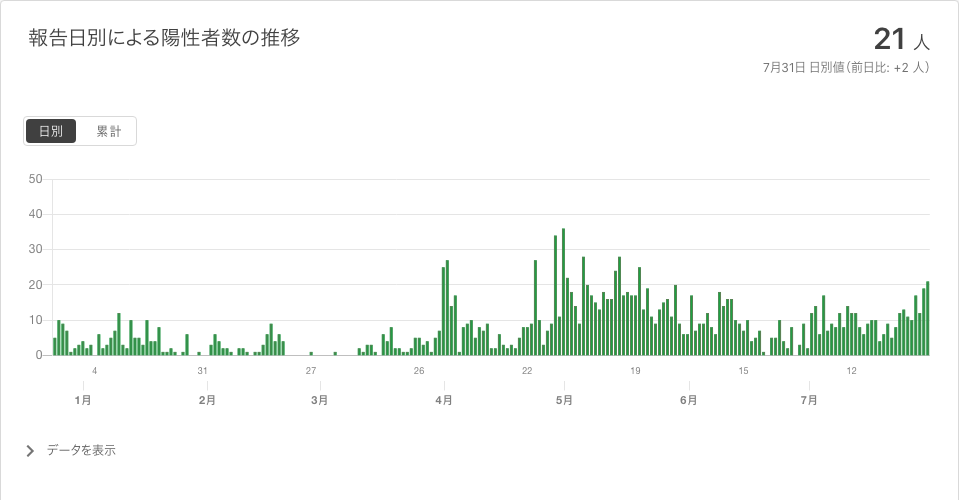 報告日別による陽性者数の推移
21 人
7月31日 日別値（前日比: +2 人）
日別 累計
50
40
30
20
10
0
4 31 27 26 22 19 15 12
1月 2月 3月 4月 5月 6月 7月
データを表示